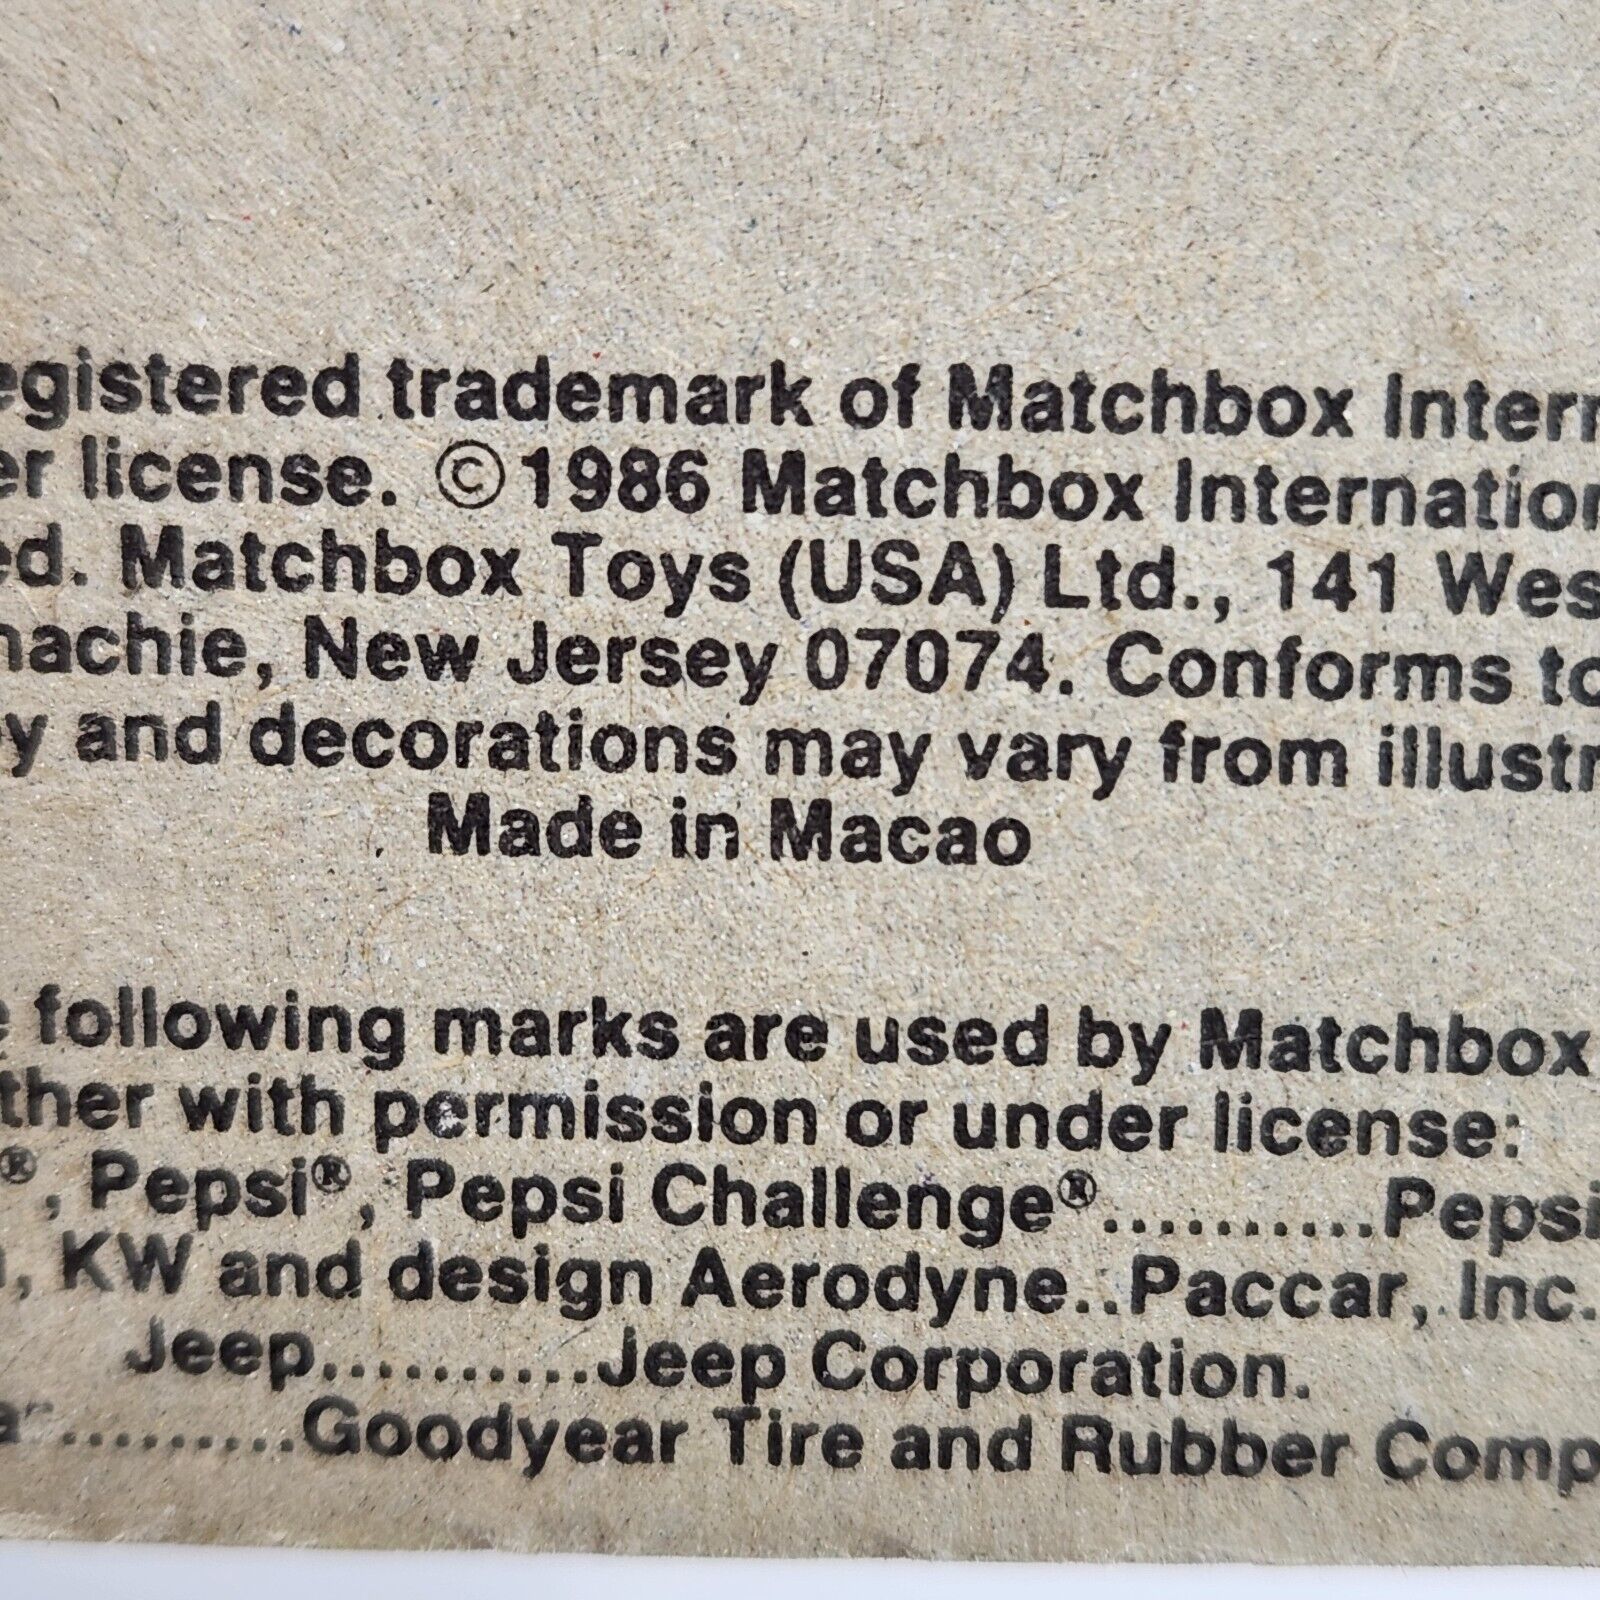 egistered trademark of Matchbox Intern
er license. ©1986 Matchbox Internation
ed. Matchbox Toys (USA) Ltd., 141 Wes
nachie, New Jersey 07074. Conforms to
y and decorations may vary from illustr
Made in Macao
e following marks are used by Matchbox
ther with permission or under license:
®, Pepsi®, Pepsi Challenge®..........Pepsi
, KW and design Aerodyne..Paccar, Inc.
Jeep..........Jeep Corporation.
ar.........Goodyear Tire and Rubber Comp